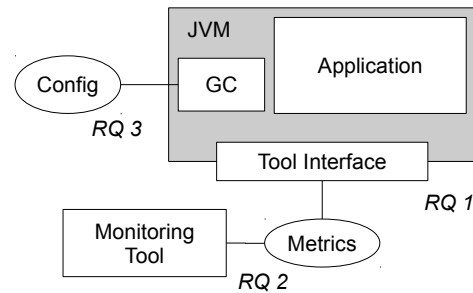 JVM
Application
Config
GC
RQ 3
Tool Interface
RQ 1
Monitoring
Tool
Metrics
RQ 2